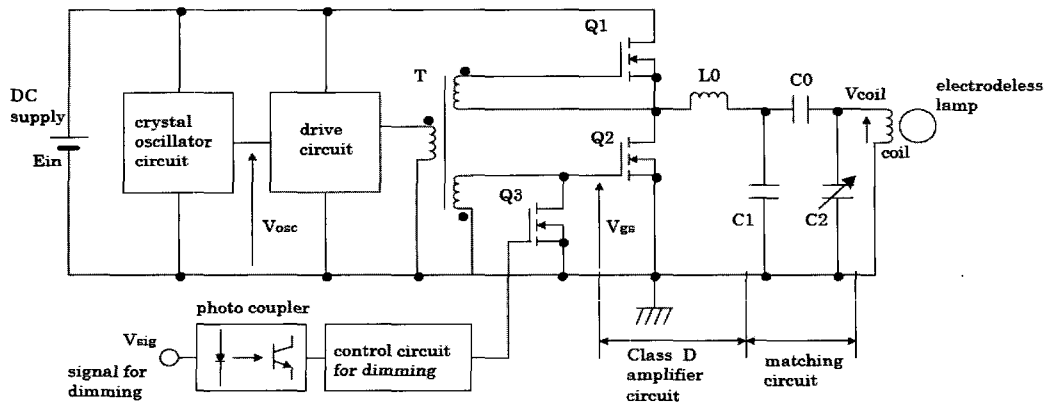 Q1
T
L0
C0
Vcoil
electrodeless
lamp
DC
supply
Ein
crystal
oscillator
circuit
drive
circuit
Q2
coil
Q3
Vosc
Vgs
C1
C2
photo coupler
Vsig
signal for
dimming
control circuit
for dimming
Class D
amplifier
circuit
matching
circuit